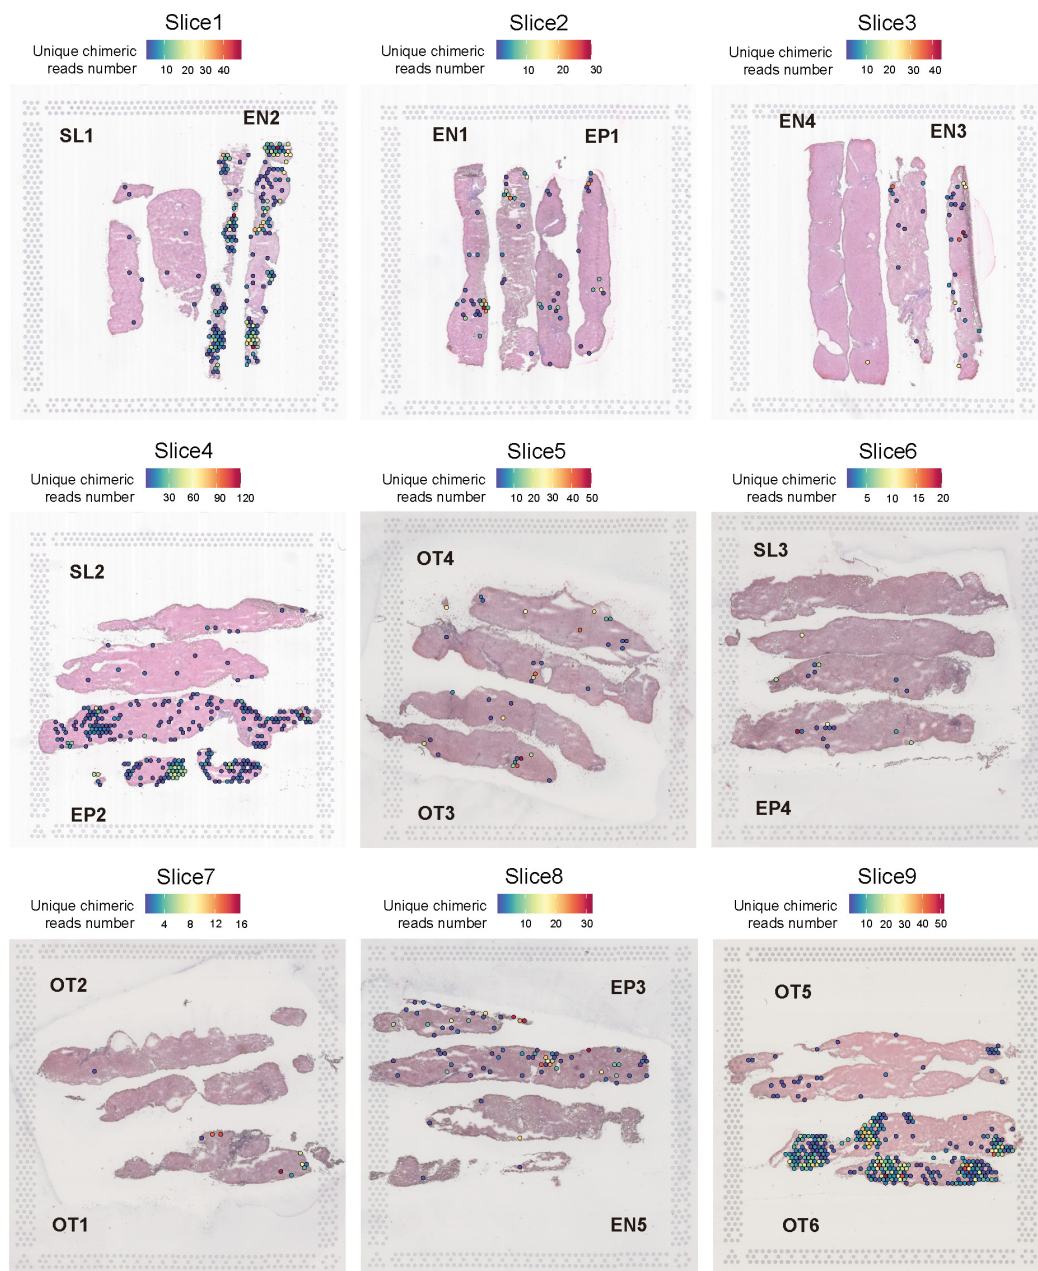 Slice1
Unique chimeric
reads number
10 20 30 40
SL1
EN2
Slice2
Unique chimeric
reads number
10 20 30
EN1
EP1
Slice3
Unique chimeric
reads number
10 20 30 40
EN4
EN3
Slice4
Unique chimeric
reads number
30 60 90 120
SL2
EP2
Slice5
Unique chimeric
reads number
10 20 30 40 50
OT4
OT3
Slice6
Unique chimeric
reads number
5 10 15 20
SL3
EP4
Slice7
Unique chimeric
reads number
4 8 12 16
OT2
OT1
Slice8
Unique chimeric
reads number
10 20 30
EP3
EN5
Slice9
Unique chimeric
reads number
10 20 30 40 50
OT5
OT6